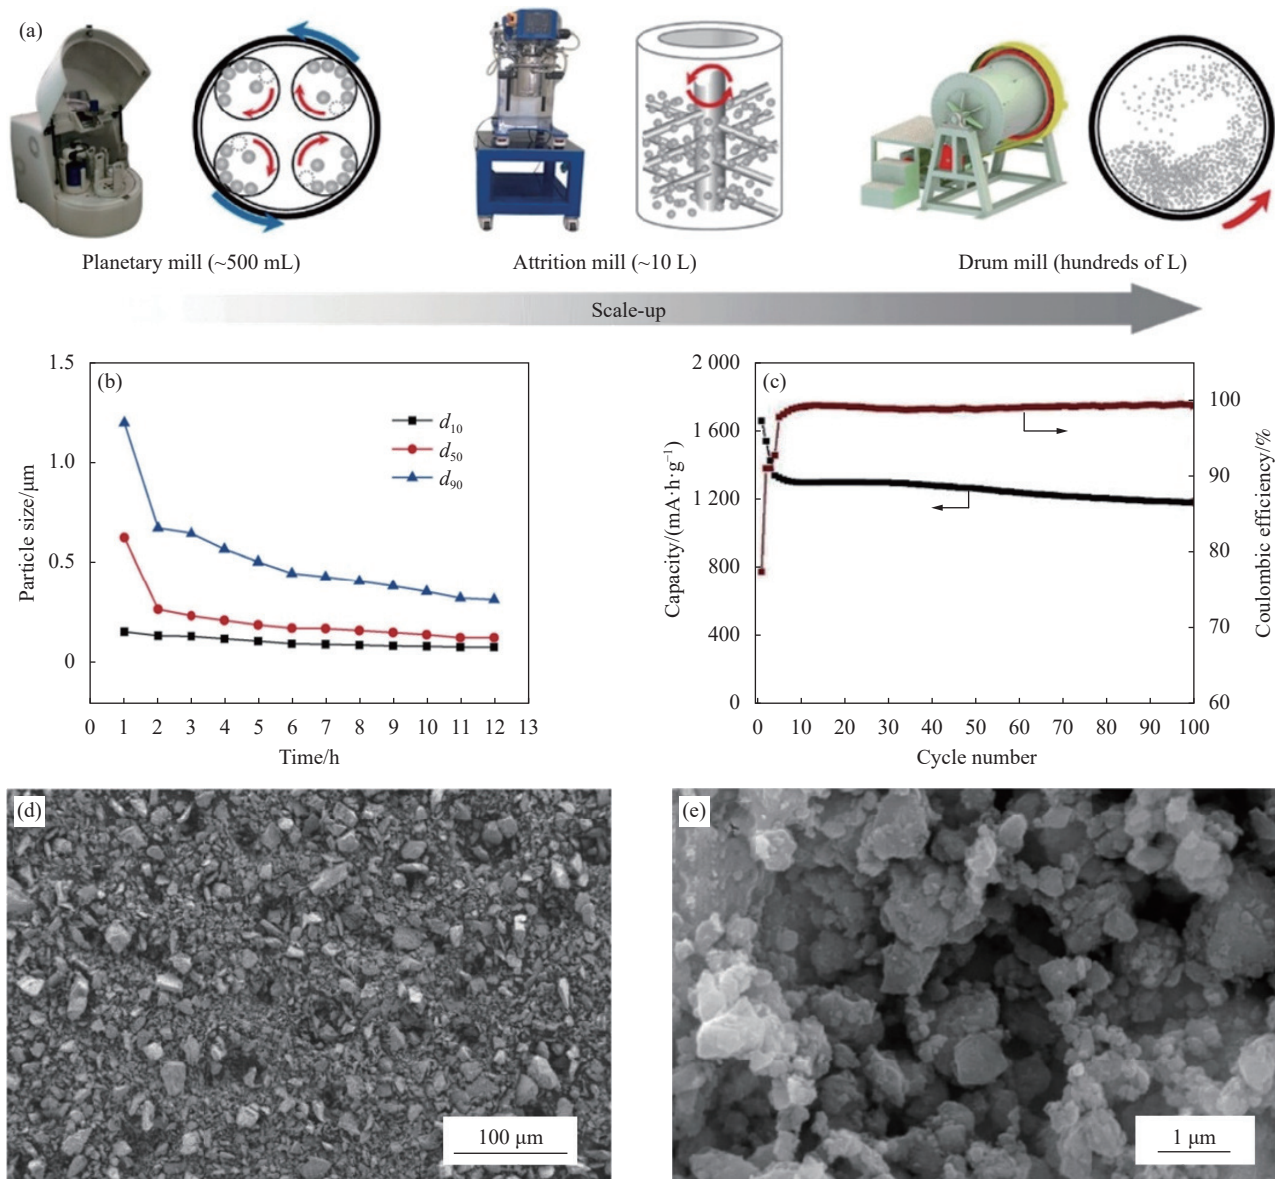 (a)
Planetary mill (~500 mL)
Attrition mill (~10 L)
Drum mill (hundreds of L)
Scale-up
(b)
1.5
1.0
0.5
0
Particle size/μm
d10
d50
d90
0 1 2 3 4 5 6 7 8 9 10 11 12 13
Time/h
(c)
2 000
1 600
1 200
800
400
0
Capacity/(mA·h·g−1)
100
90
80
70
60
Coulombic efficiency/%
0 10 20 30 40 50 60 70 80 90 100
Cycle number
(d)
100 μm
(e)
1 μm